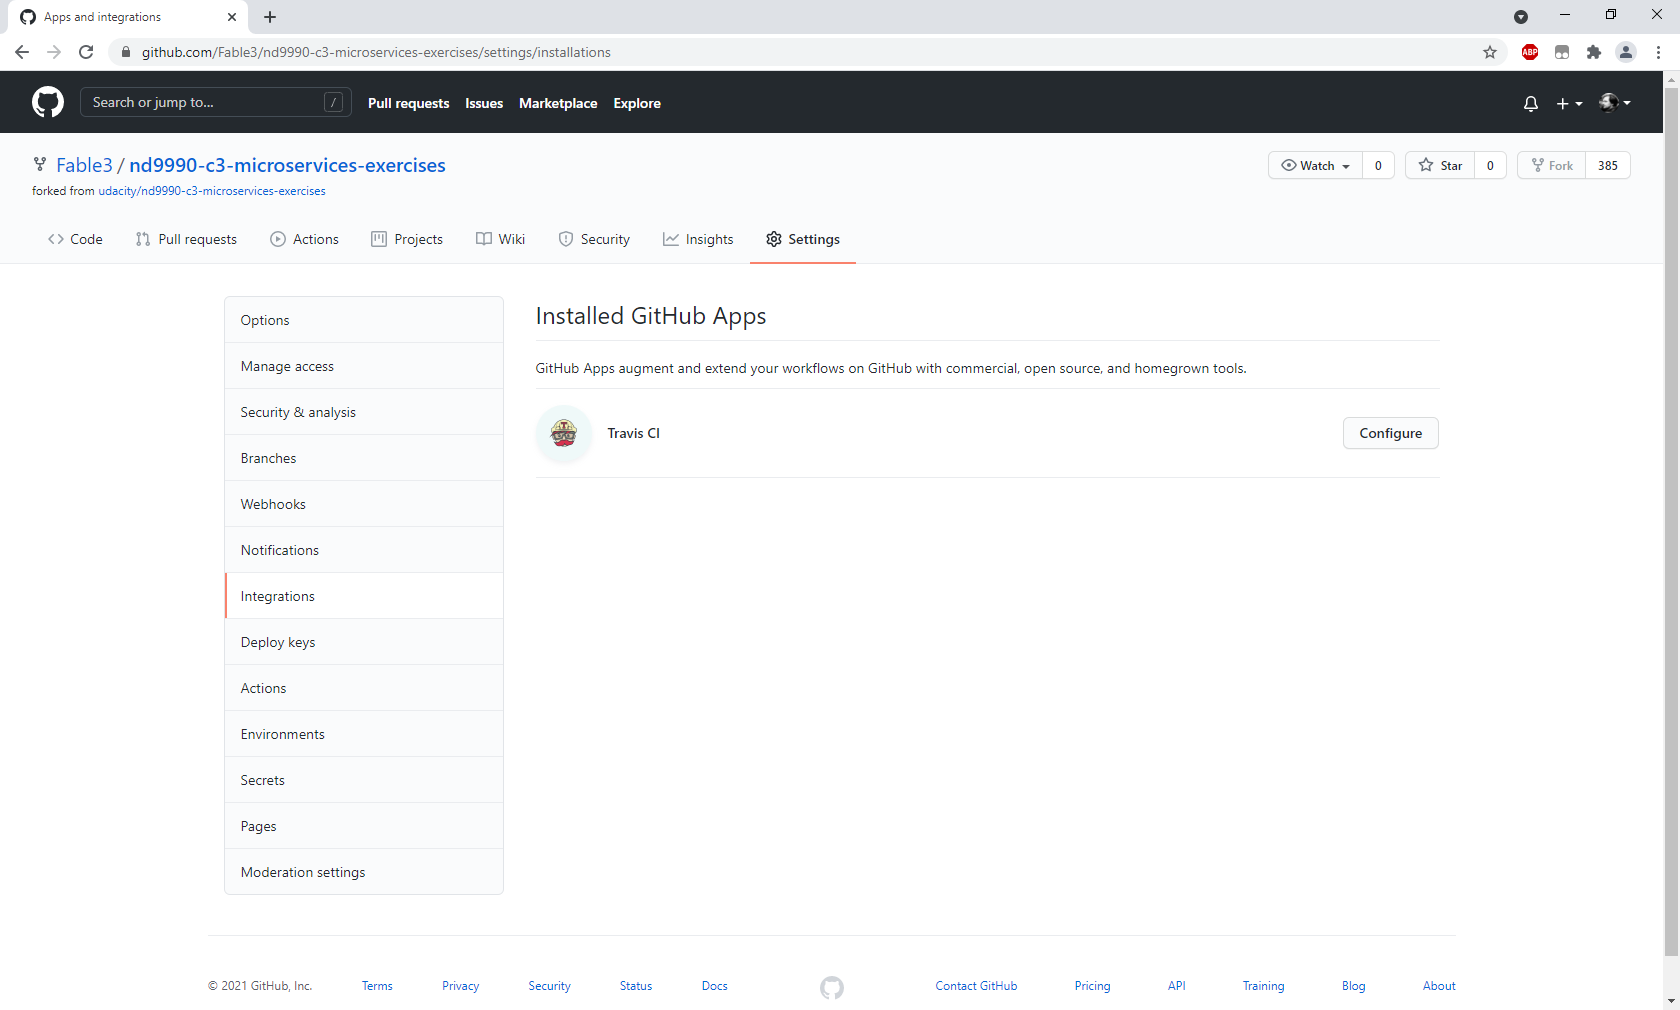 Apps and integrations
github.com/Fable3/nd9990-c3-microservices-exercises/settings/installations
ABP
Search or jump to... /
Pull requests Issues Marketplace Explore
Fable3 / nd9990-c3-microservices-exercises
Watch 0 Star 0 Fork 385
forked from udacity/nd9990-c3-microservices-exercises
Code Pull requests Actions Projects Wiki Security Insights Settings
Options
Manage access
Security & analysis
Branches
Webhooks
Notifications
Integrations
Deploy keys
Actions
Environments
Secrets
Pages
Moderation settings
Installed GitHub Apps
GitHub Apps augment and extend your workflows on GitHub with commercial, open source, and homegrown tools.
Travis CI Configure
© 2021 GitHub, Inc. Terms Privacy Security Status Docs Contact GitHub Pricing API Training Blog About